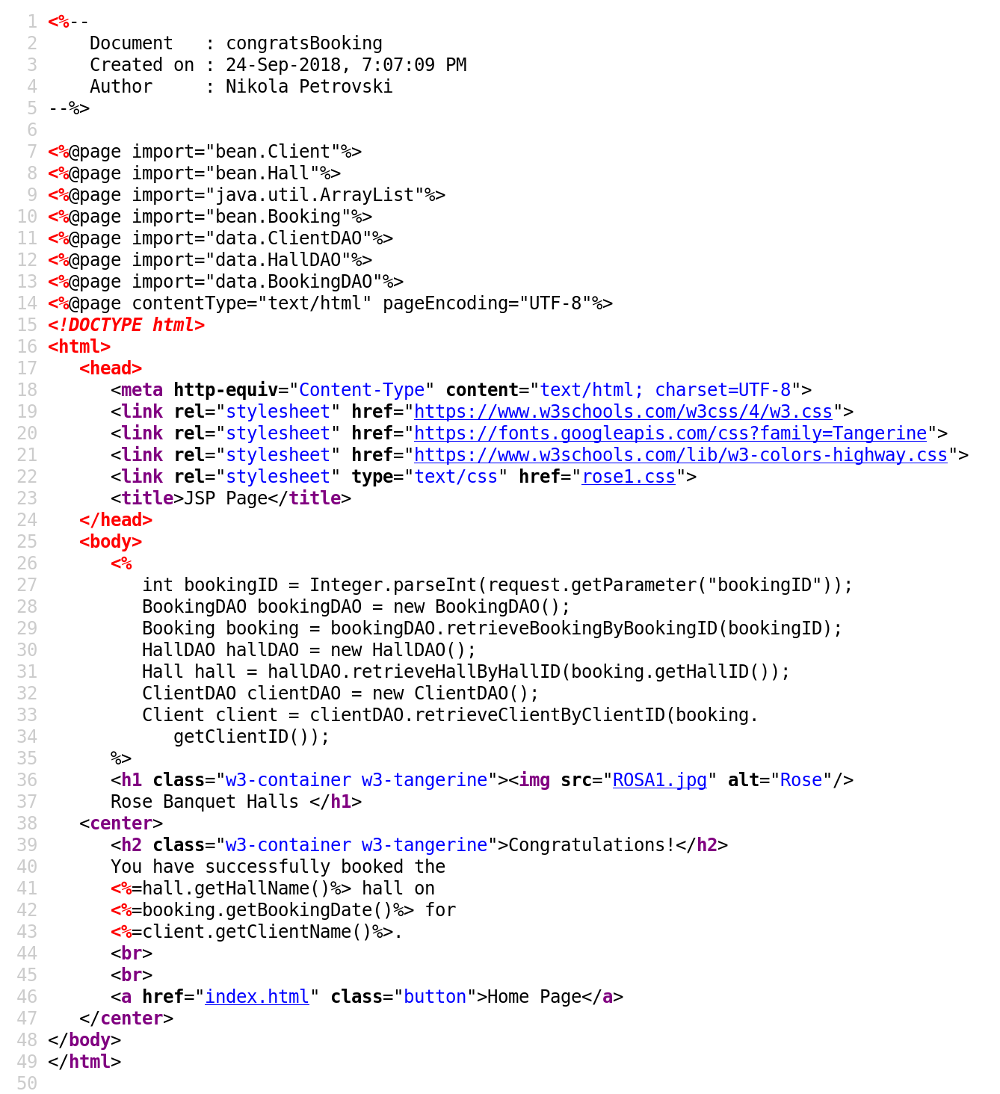 1 <%--
2     Document   : congratsBooking
3     Created on : 24-Sep-2018, 7:07:09 PM
4     Author     : Nikola Petrovski
5 --%>
6
7 <%@page import="bean.Client"%>
8 <%@page import="bean.Hall"%>
9 <%@page import="java.util.ArrayList"%>
10 <%@page import="bean.Booking"%>
11 <%@page import="data.ClientDAO"%>
12 <%@page import="data.HallDAO"%>
13 <%@page import="data.BookingDAO"%>
14 <%@page contentType="text/html" pageEncoding="UTF-8"%>
15 <!DOCTYPE html>
16 <html>
17    <head>
18       <meta http-equiv="Content-Type" content="text/html; charset=UTF-8">
19       <link rel="stylesheet" href="https://www.w3schools.com/w3css/4/w3.css">
20       <link rel="stylesheet" href="https://fonts.googleapis.com/css?family=Tangerine">
21       <link rel="stylesheet" href="https://www.w3schools.com/lib/w3-colors-highway.css">
22       <link rel="stylesheet" type="text/css" href="rose1.css">
23       <title>JSP Page</title>
24    </head>
25    <body>
26       <%
27          int bookingID = Integer.parseInt(request.getParameter("bookingID"));
28          BookingDAO bookingDAO = new BookingDAO();
29          Booking booking = bookingDAO.retrieveBookingByBookingID(bookingID);
30          HallDAO hallDAO = new HallDAO();
31          Hall hall = hallDAO.retrieveHallByHallID(booking.getHallID());
32          ClientDAO clientDAO = new ClientDAO();
33          Client client = clientDAO.retrieveClientByClientID(booking.
34             getClientID());
35       %>
36       <h1 class="w3-container w3-tangerine"><img src="ROSA1.jpg" alt="Rose"/>
37       Rose Banquet Halls </h1>
38    <center>
39       <h2 class="w3-container w3-tangerine">Congratulations!</h2>
40       You have successfully booked the
41       <%=hall.getHallName()%> hall on
42       <%=booking.getBookingDate()%> for
43       <%=client.getClientName()%>.
44       <br>
45       <br>
46       <a href="index.html" class="button">Home Page</a>
47    </center>
48 </body>
49 </html>
50